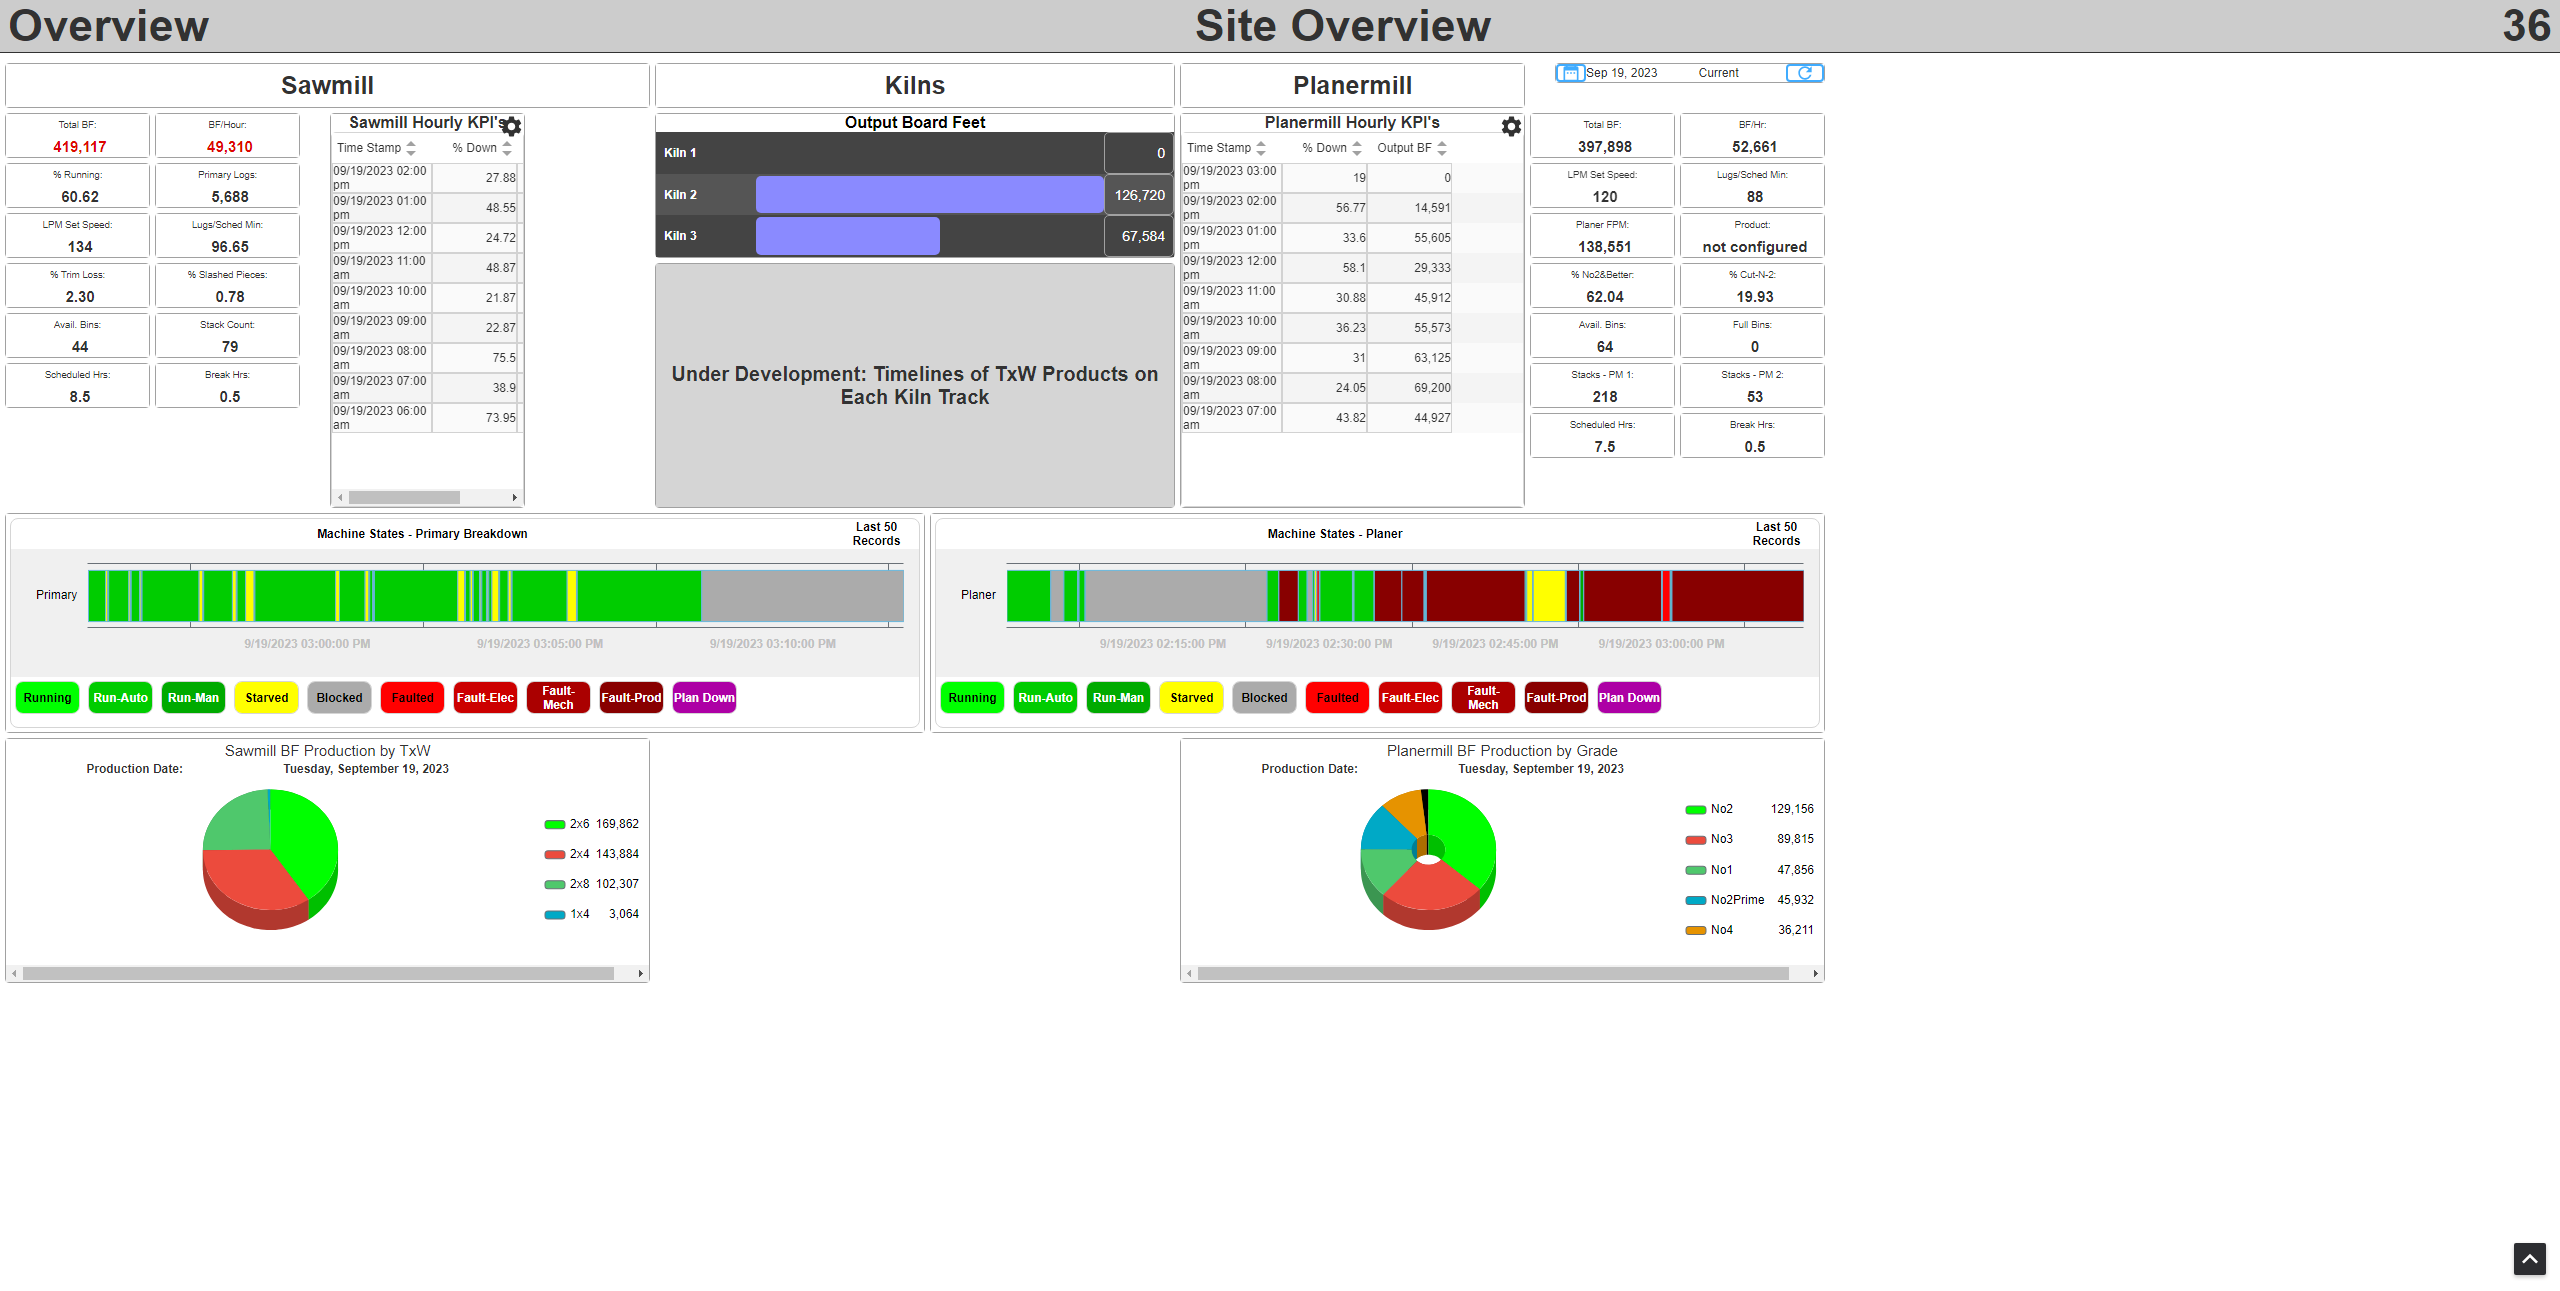 Overview
Site Overview
36
Sawmill
Kilns
Planermill
Sep 19, 2023 Current
Total BF:
419,117
BF/Hour:
49,310
% Running:
60.62
Primary Logs:
5,688
LPM Set Speed:
134
Lugs/Sched Min:
96.65
% Trim Loss:
2.30
% Slashed Pieces:
0.78
Avail. Bins:
44
Stack Count:
79
Scheduled Hrs:
8.5
Break Hrs:
0.5
Sawmill Hourly KPI's
Time Stamp % Down
09/19/2023 02:00
pm
27.88
09/19/2023 01:00
pm
48.55
09/19/2023 12:00
pm
24.72
09/19/2023 11:00
am
48.87
09/19/2023 10:00
am
21.87
09/19/2023 09:00
am
22.87
09/19/2023 08:00
am
75.5
09/19/2023 07:00
am
38.9
09/19/2023 06:00
am
73.95
Output Board Feet
Kiln 1 0
Kiln 2 126,720
Kiln 3 67,584
Under Development: Timelines of TxW Products on
Each Kiln Track
Planermill Hourly KPI's
Time Stamp % Down Output BF
09/19/2023 03:00
pm
19 0
09/19/2023 02:00
pm
56.77 14,591
09/19/2023 01:00
pm
33.6 55,605
09/19/2023 12:00
pm
58.1 29,333
09/19/2023 11:00
am
30.88 45,912
09/19/2023 10:00
am
36.23 55,573
09/19/2023 09:00
am
31 63,125
09/19/2023 08:00
am
24.05 69,200
09/19/2023 07:00
am
43.82 44,927
Total BF:
397,898
BF/Hr:
52,661
LPM Set Speed:
120
Lugs/Sched Min:
88
Planer FPM:
138,551
Product:
not configured
% No2&Better:
62.04
% Cut-N-2:
19.93
Avail. Bins:
64
Full Bins:
0
Stacks - PM 1:
218
Stacks - PM 2:
53
Scheduled Hrs:
7.5
Break Hrs:
0.5
Machine States - Primary Breakdown
Last 50
Records
Primary
9/19/2023 03:00:00 PM 9/19/2023 03:05:00 PM 9/19/2023 03:10:00 PM
Running Run-Auto Run-Man Starved Blocked Faulted Fault-Elec Fault-
Mech Fault-Prod Plan Down
Machine States - Planer
Last 50
Records
Planer
9/19/2023 02:15:00 PM 9/19/2023 02:30:00 PM 9/19/2023 02:45:00 PM 9/19/2023 03:00:00 PM
Running Run-Auto Run-Man Starved Blocked Faulted Fault-Elec Fault-
Mech Fault-Prod Plan Down
Sawmill BF Production by TxW
Production Date: Tuesday, September 19, 2023
2x6 169,862
2x4 143,884
2x8 102,307
1x4 3,064
Planermill BF Production by Grade
Production Date: Tuesday, September 19, 2023
No2 129,156
No3 89,815
No1 47,856
No2Prime 45,932
No4 36,211